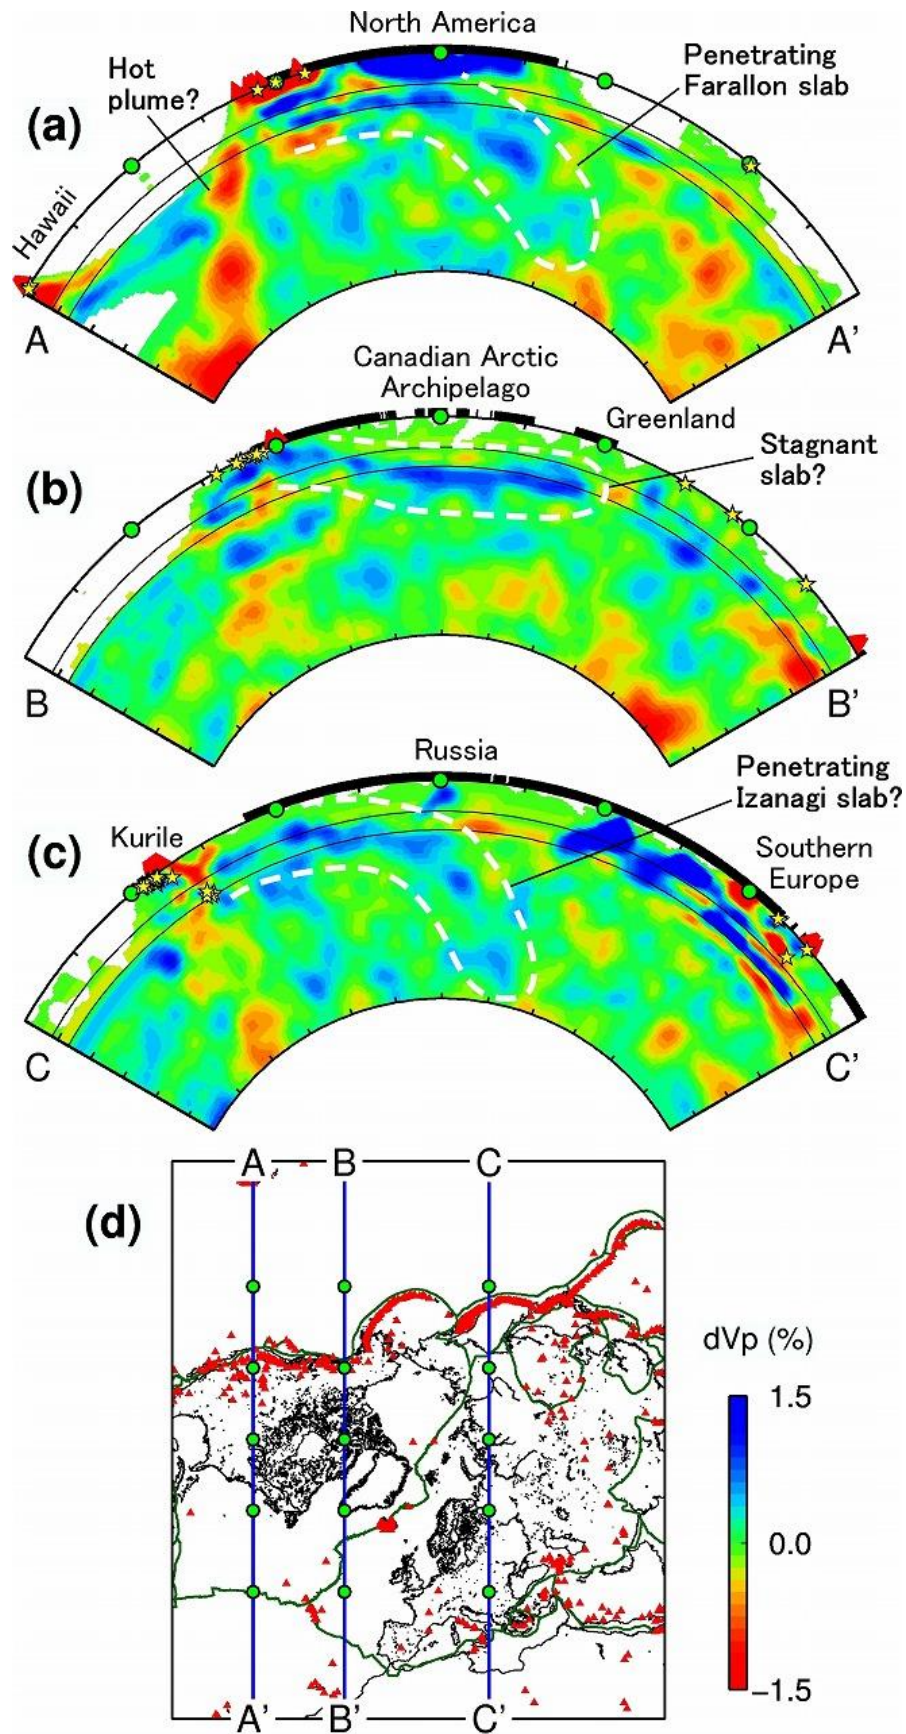 North America
Hot
plume?
Penetrating
Farallon slab
(a)
Hawaii
A
A'
Canadian Arctic
Archipelago
Greenland
Stagnant
slab?
(b)
B
B'
Russia
Penetrating
Izanagi slab?
Kurile
(c)
Southern
Europe
C
C'
A
B
C
(d)
dVp (%)
1.5
0.0
−1.5
A'
B'
C'